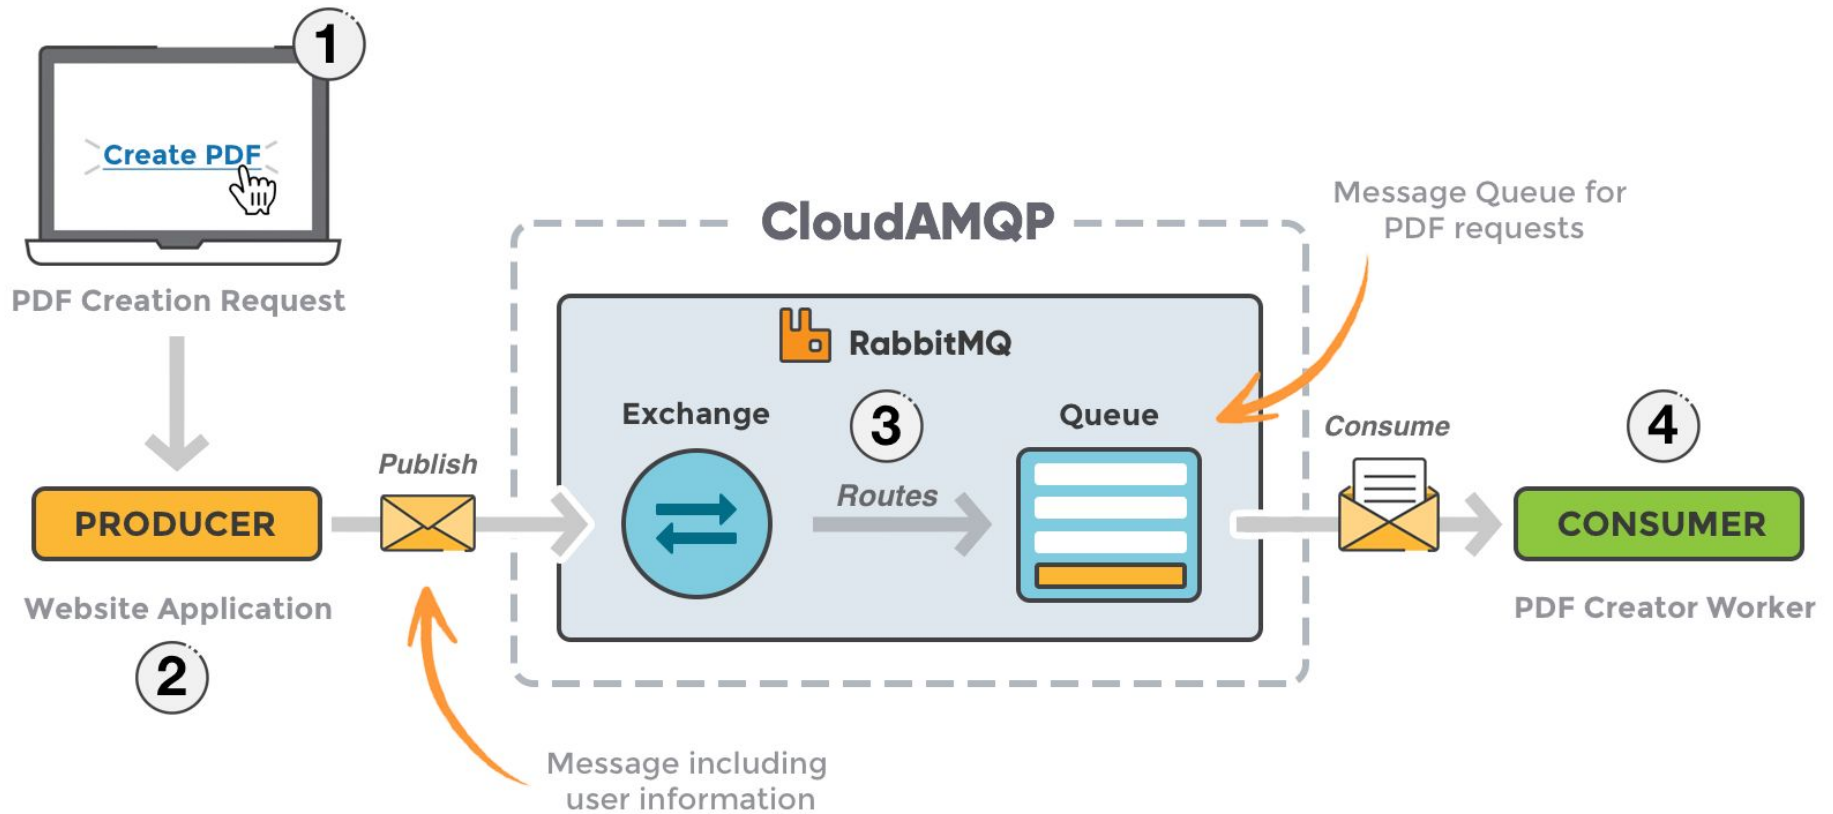 1
Create PDF
PDF Creation Request
PRODUCER
Website Application
2
Publish
Message including
user information
CloudAMQP
RabbitMQ
Exchange
3
Routes
Queue
Message Queue for
PDF requests
Consume
4
CONSUMER
PDF Creator Worker